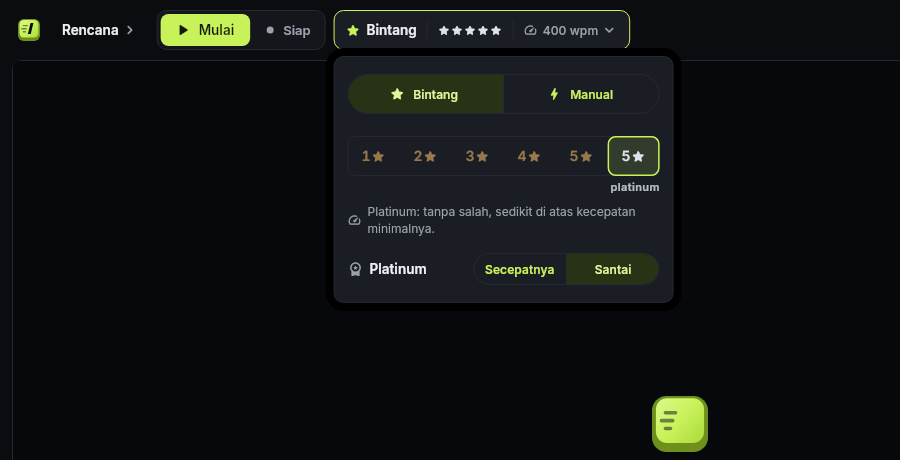 Rencana
Mulai
Siap
Bintang
400 wpm
Bintang
Manual
1
2
3
4
5
5
platinum
Platinum: tanpa salah, sedikit di atas kecepatan
minimalnya.
Platinum
Secepatnya
Santai